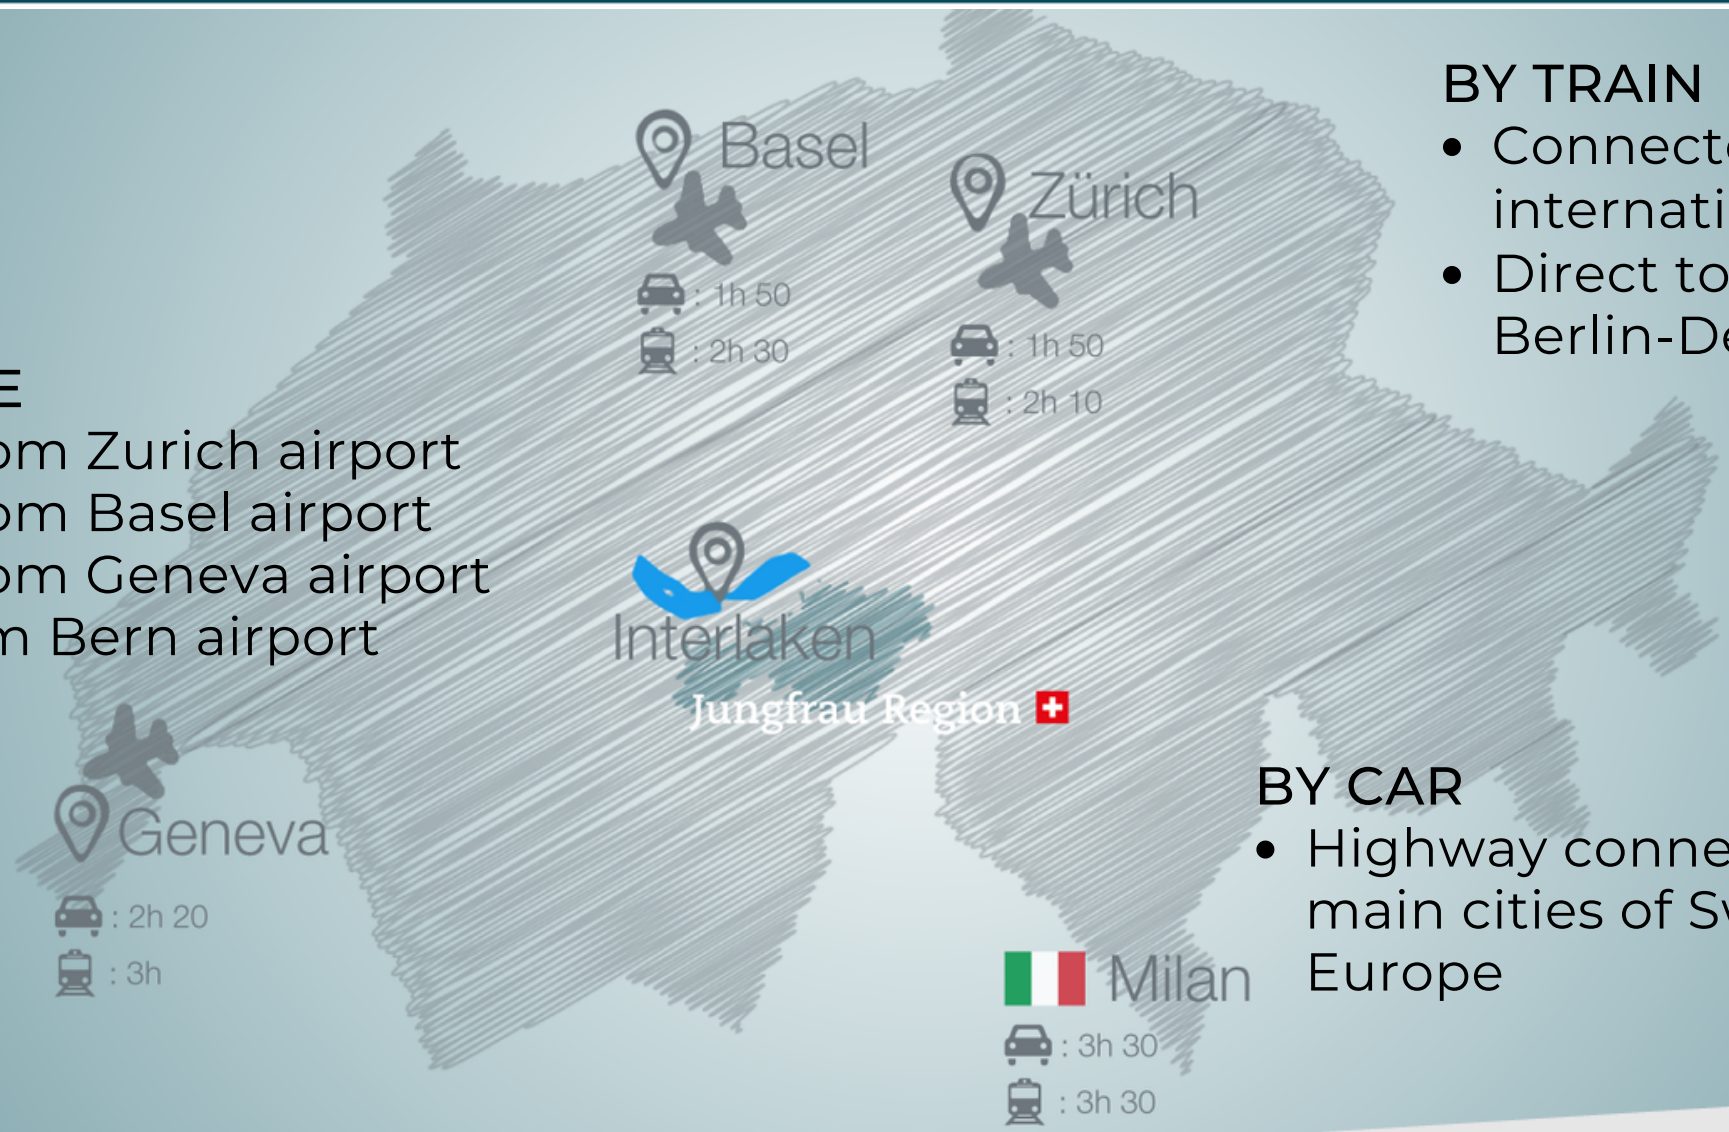 BY TRAIN
Connect
internati
Direct to
Berlin-De
Basel
: 1h 50
: 2h 30
Zürich
: 1h 50
: 2h 10
E
om Zurich airport
om Basel airport
om Geneva airport
m Bern airport
Interlaken
Jungfrau Region
Geneva
: 2h 20
: 3h
BY CAR
Highway conne
main cities of Sw
Europe
Milan
: 3h 30
: 3h 30